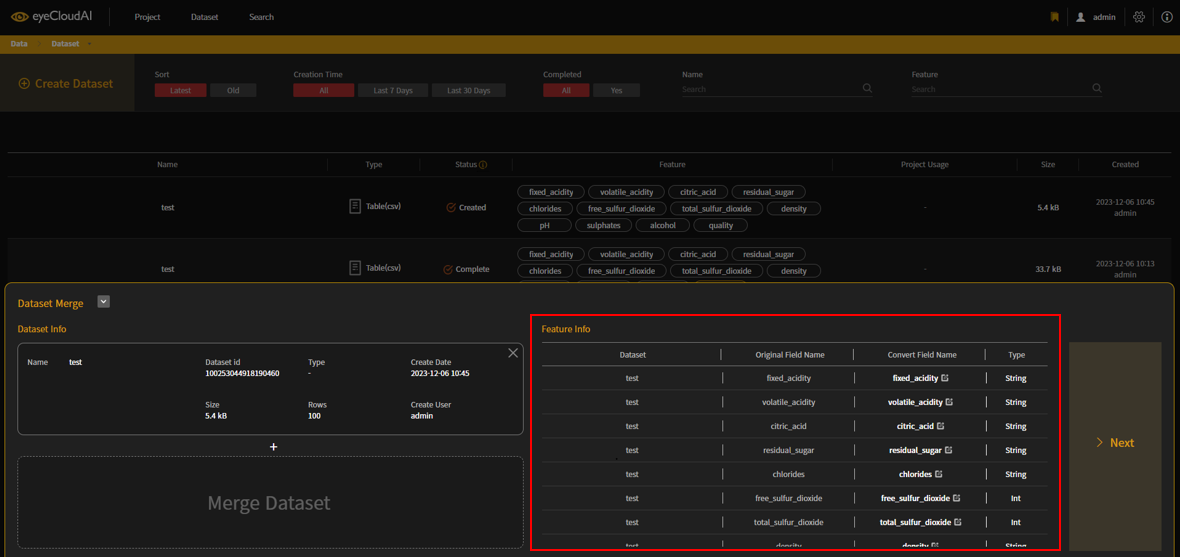 eyeCloudAI
Project Dataset Search
admin
Data Dataset
Create Dataset
Sort Creation Time Completed Name Feature
Latest Old All Last 7 Days Last 30 Days All Yes Search Search
Name Type Status Feature Project Usage Size Created
fixed_acidity volatile_acidity citric_acid residual_sugar
test Table(csv) Created chlorides free_sulfur_dioxide total_sulfur_dioxide density - 5.4 kB 2023-12-06 10:45
admin
pH sulphates alcohol quality
fixed_acidity volatile_acidity citric_acid residual_sugar
test Table(csv) Complete chlorides free_sulfur_dioxide total_sulfur_dioxide density - 33.7 kB 2023-12-06 10:13
admin
Dataset Merge
Dataset Info
Name test Dataset id Type Create Date
100253044918190460 - 2023-12-06 10:45
Size Rows Create User
5.4 kB 100 admin
+
Merge Dataset
Feature Info
Dataset Original Field Name Convert Field Name Type
test fixed_acidity fixed_acidity String
test volatile_acidity volatile_acidity String
test citric_acid citric_acid String
test residual_sugar residual_sugar String
test chlorides chlorides String
test free_sulfur_dioxide free_sulfur_dioxide Int
test total_sulfur_dioxide total_sulfur_dioxide Int
test density density String
Next